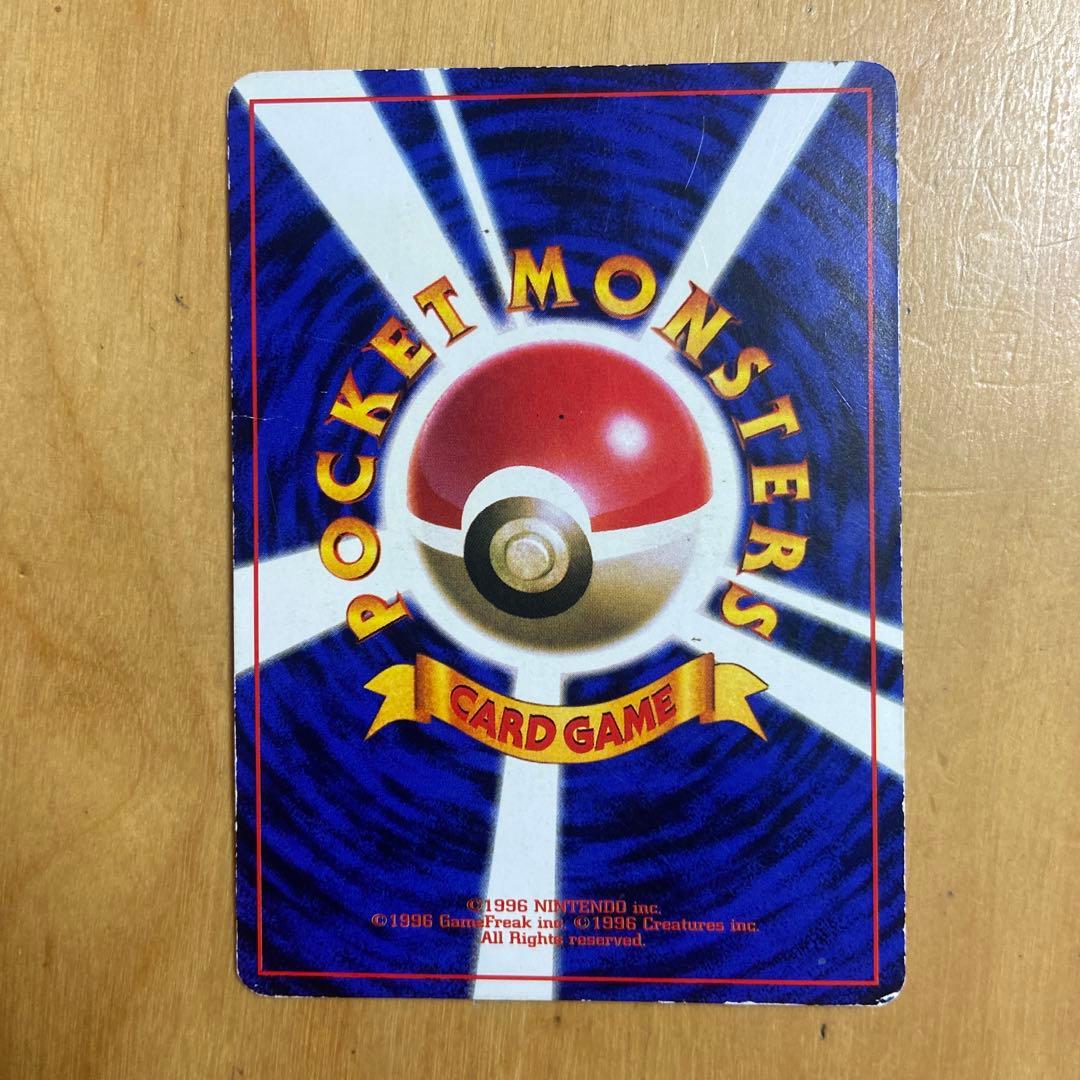 POCKET MONSTERS
CARD GAME
©1996 NINTENDO inc.
©1996 GameFreak inc. ©1996 Creatures inc.
All Rights reserved.